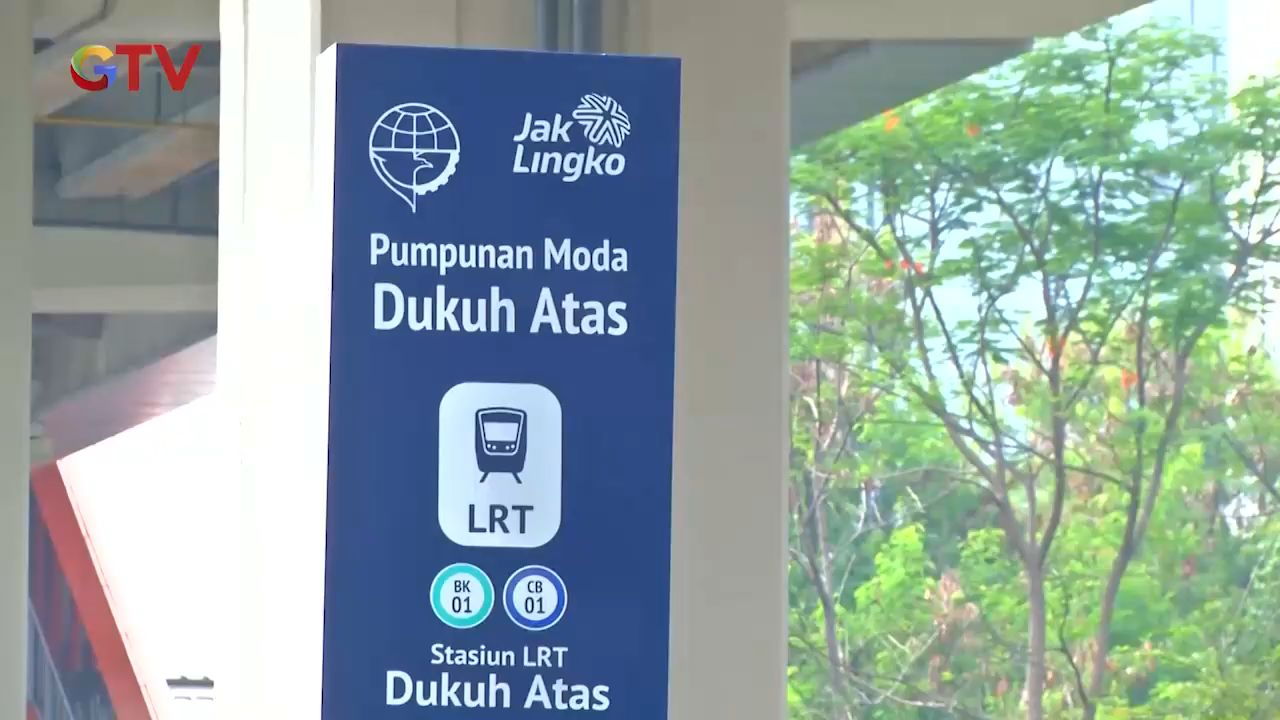 GTV
Jak
Lingko
Pumpunan Moda
Dukuh Atas
LRT
BK
01
CB
01
Stasiun LRT
Dukuh Atas